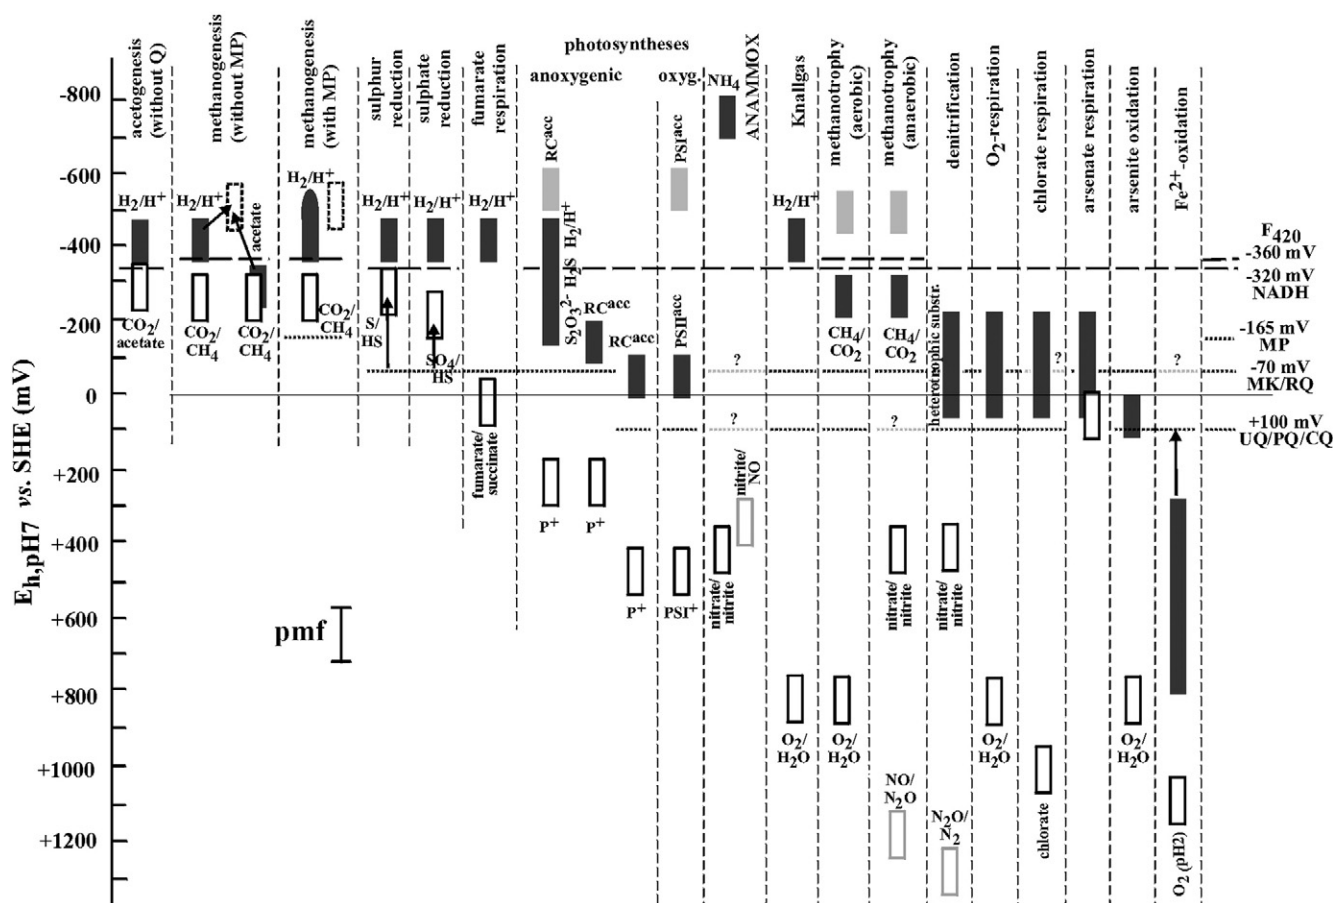 acetogenesis
(without Q)
methanogenesis
(without MP)
methanogenesis
(with MP)
sulphur
reduction
sulphate
reduction
fumarate
respiration
photosyntheses
anoxygenic
oxyg.
ANAMMOX
Knallgas
methanotrophy
(aerobic)
methanotrophy
(anaerobic)
denitrification
O2-respiration
chlorate respiration
arsenate respiration
arsenite oxidation
Fe2+-oxidation
Eh,pH7 vs. SHE (mV)
-800
-600
-400
-200
0
+200
+400
+600
+800
+1000
+1200
H2/H+
CO2/
acetate
H2/H+
acetate
CO2/
CH4
CO2/
CH4
H2/H+
CO2/
CH4
H2/H+
S/
HS
H2/H+
SO4/
HS
H2/H+
fumarate/
succinate
RCacc
S2O32- H2S H2/H+
P+
RCacc
P+
RCacc
P+
PSIacc
PSIIacc
PSI+
NH4
?
?
nitrite/
NO
nitrate/
nitrite
H2/H+
O2/
H2O
CH4/
CO2
O2/
H2O
CH4/
CO2
?
nitrate/
nitrite
NO/
N2O
heterotnophic substr.
nitrate/
nitrite
N2O/
N2
O2/
H2O
?
chlorate
O2/
H2O
?
O2 (pH2)
F420
-360 mV
-320 mV
NADH
-165 mV
MP
-70 mV
MK/RQ
+100 mV
UQ/PQ/CQ
pmf